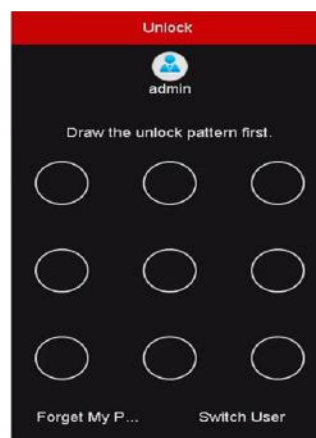 Unlock
admin
Draw the unlock pattern first.
Forget My P...
Switch User